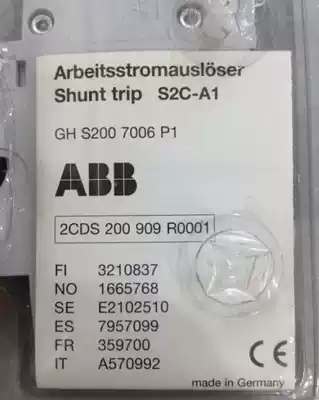 Arbeitsstromauslöser
Shunt trip S2C-A1
GH S200 7006 P1
ABB
2CDS 200 909 R0001
FI 3210837
NO 1665768
SE E2102510
ES 7957099
FR 359700
IT A570992
CE
made in Germany